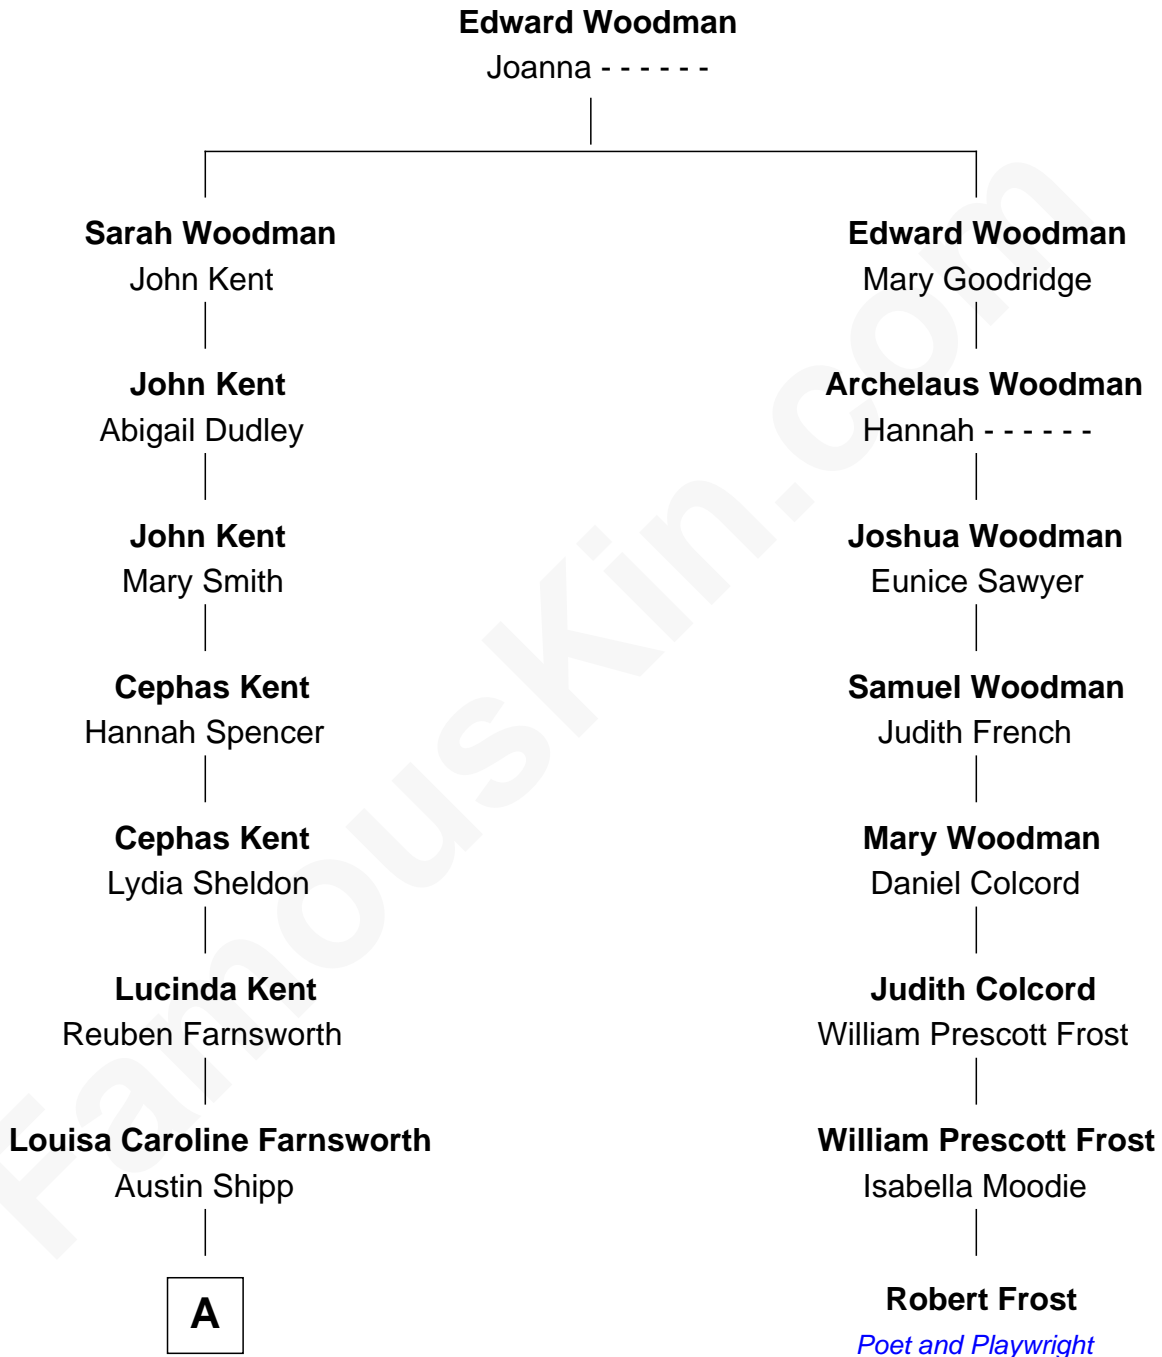 Edward Woodman
Joanna - - - - - -
Sarah Woodman
John Kent
Edward Woodman
Mary Goodridge
John Kent
Abigail Dudley
Archelaus Woodman
Hannah - - - - - -
John Kent
Mary Smith
Joshua Woodman
Eunice Sawyer
Cephas Kent
Hannah Spencer
Samuel Woodman
Judith French
Cephas Kent
Lydia Sheldon
Mary Woodman
Daniel Colcord
Lucinda Kent
Reuben Farnsworth
Judith Colcord
William Prescott Frost
Louisa Caroline Farnsworth
Austin Shipp
William Prescott Frost
Isabella Moodie
A
Robert Frost
Poet and Playwright
FamousKin.com